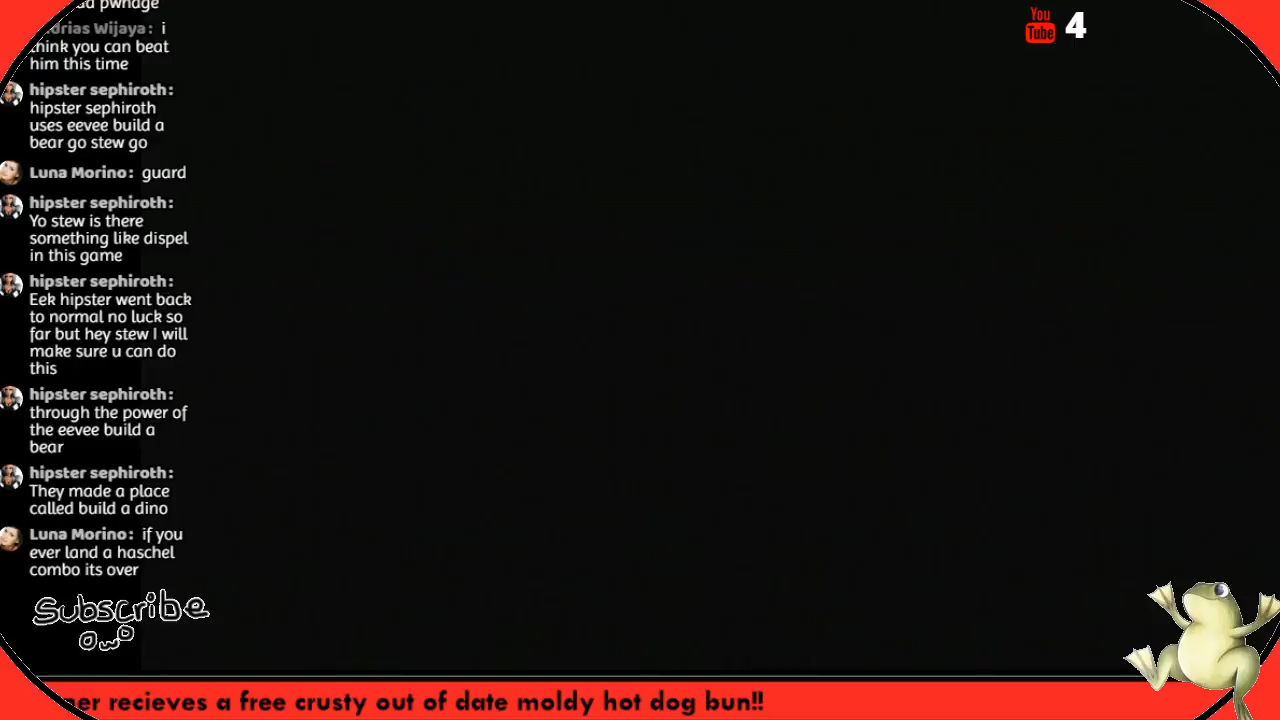 pwnage
Wijaya: i
think you can beat
him this time
hipster sephiroth:
hipster sephiroth
uses eevee build a
bear go stew go
Luna Morino: guard
hipster sephiroth:
Yo stew is there
something like dispel
in this game
hipster sephiroth:
Eek hipster went back
to normal no luck so
far but hey stew I will
make sure u can do
this
hipster sephiroth:
through the power of
the eevee build a
bear
hipster sephiroth:
They made a place
called build a dino
Luna Morino: if you
ever land a haschel
combo its over
Subscribe
OwO
You
Tube 4
recieves a free crusty out of date moldy hot dog bun!!